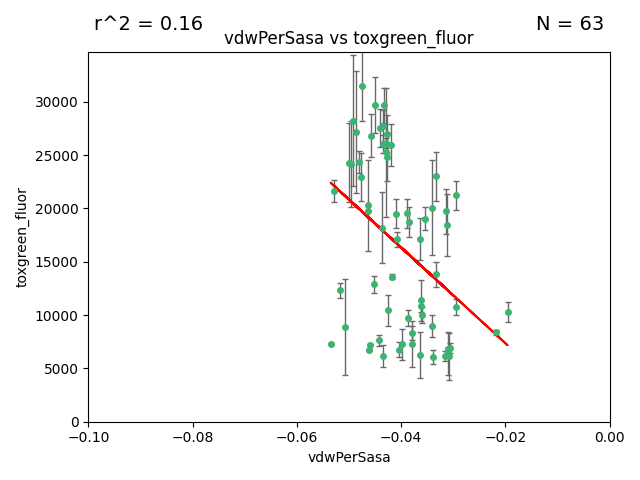 r^2 = 0.16
N = 63
vdwPerSasa vs toxgreen_fluor
toxgreen_fluor
30000
25000
20000
15000
10000
5000
0
−0.10
−0.08
−0.06
−0.04
−0.02
0.00
vdwPerSasa